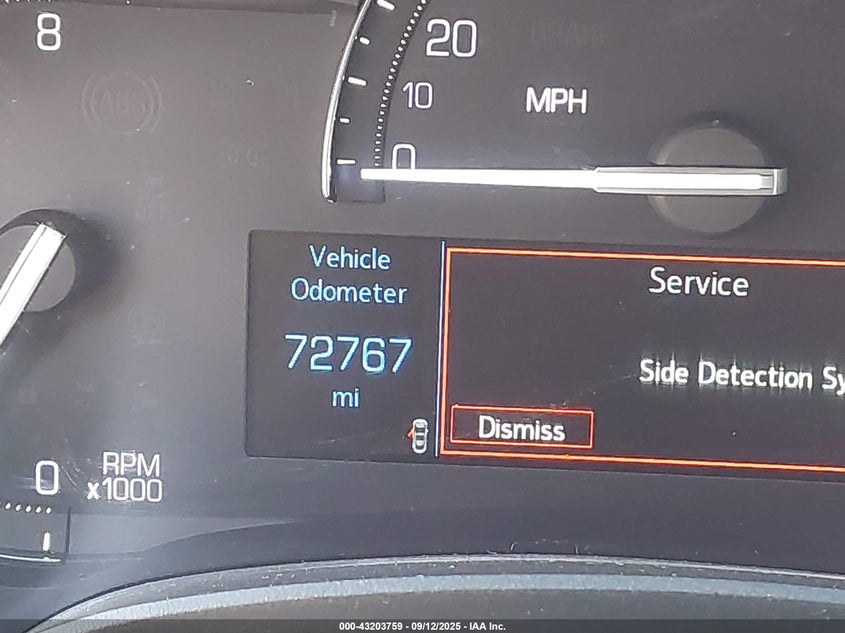 8
20
10
MPH
0
ABS
Vehicle
Odometer
72767
mi
Service
Side Detection Sy
Dismiss
0
RPM
x1000
000-43203759 - 09/12/2025 - IAA Inc.